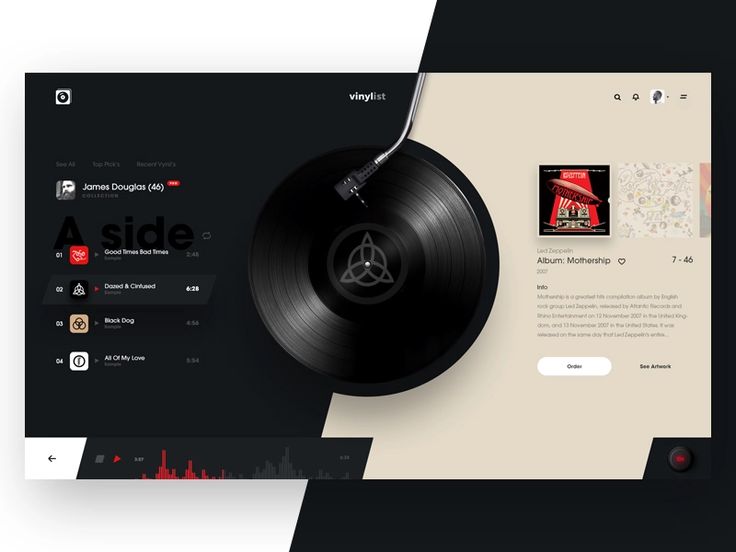 vinylist
See All Top Pick's Recent Vynil's
James Douglas (46)
COLLECTION
A side
01 Good Times Bad Times 2:48
Sample
02 Dazed & Cinfused 6:28
Sample
03 Black Dog 4:56
Sample
04 All Of My Love 5:54
Sample
LED ZEPPELIN
MOTHERSHIP
Led Zeppelin
Album: Mothership 7 - 46
2007
Info
Mothership is a greatest hits compilation album by English
rock group Led Zeppelin, released by Atlantic Records and
Rhino Entertainment on 12 November 2007 in the United King-
dom, and 13 November 2007 in the United States. It was
released on the same day that Led Zeppelin's entire...
Order See Artwork
3:57 6:28